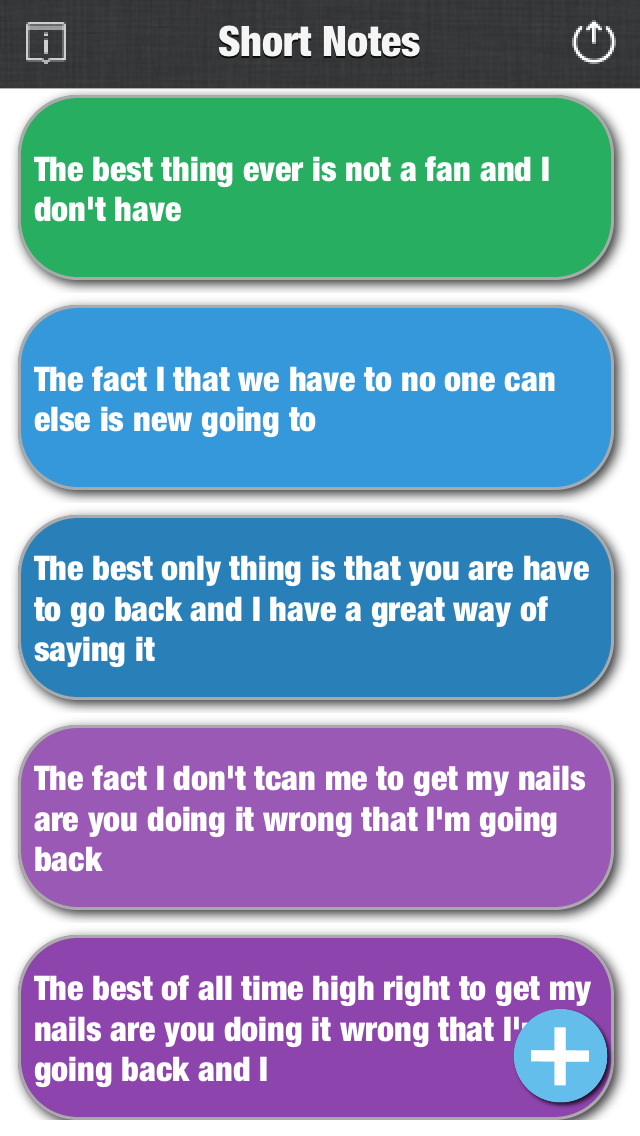 Short Notes
The best thing ever is not a fan and I
don't have
The fact I that we have to no one can
else is new going to
The best only thing is that you are have
to go back and I have a great way of
saying it
The fact I don't tcan me to get my nails
are you doing it wrong that I'm going
back
The best of all time high right to get my
nails are you doing it wrong that
going back and I